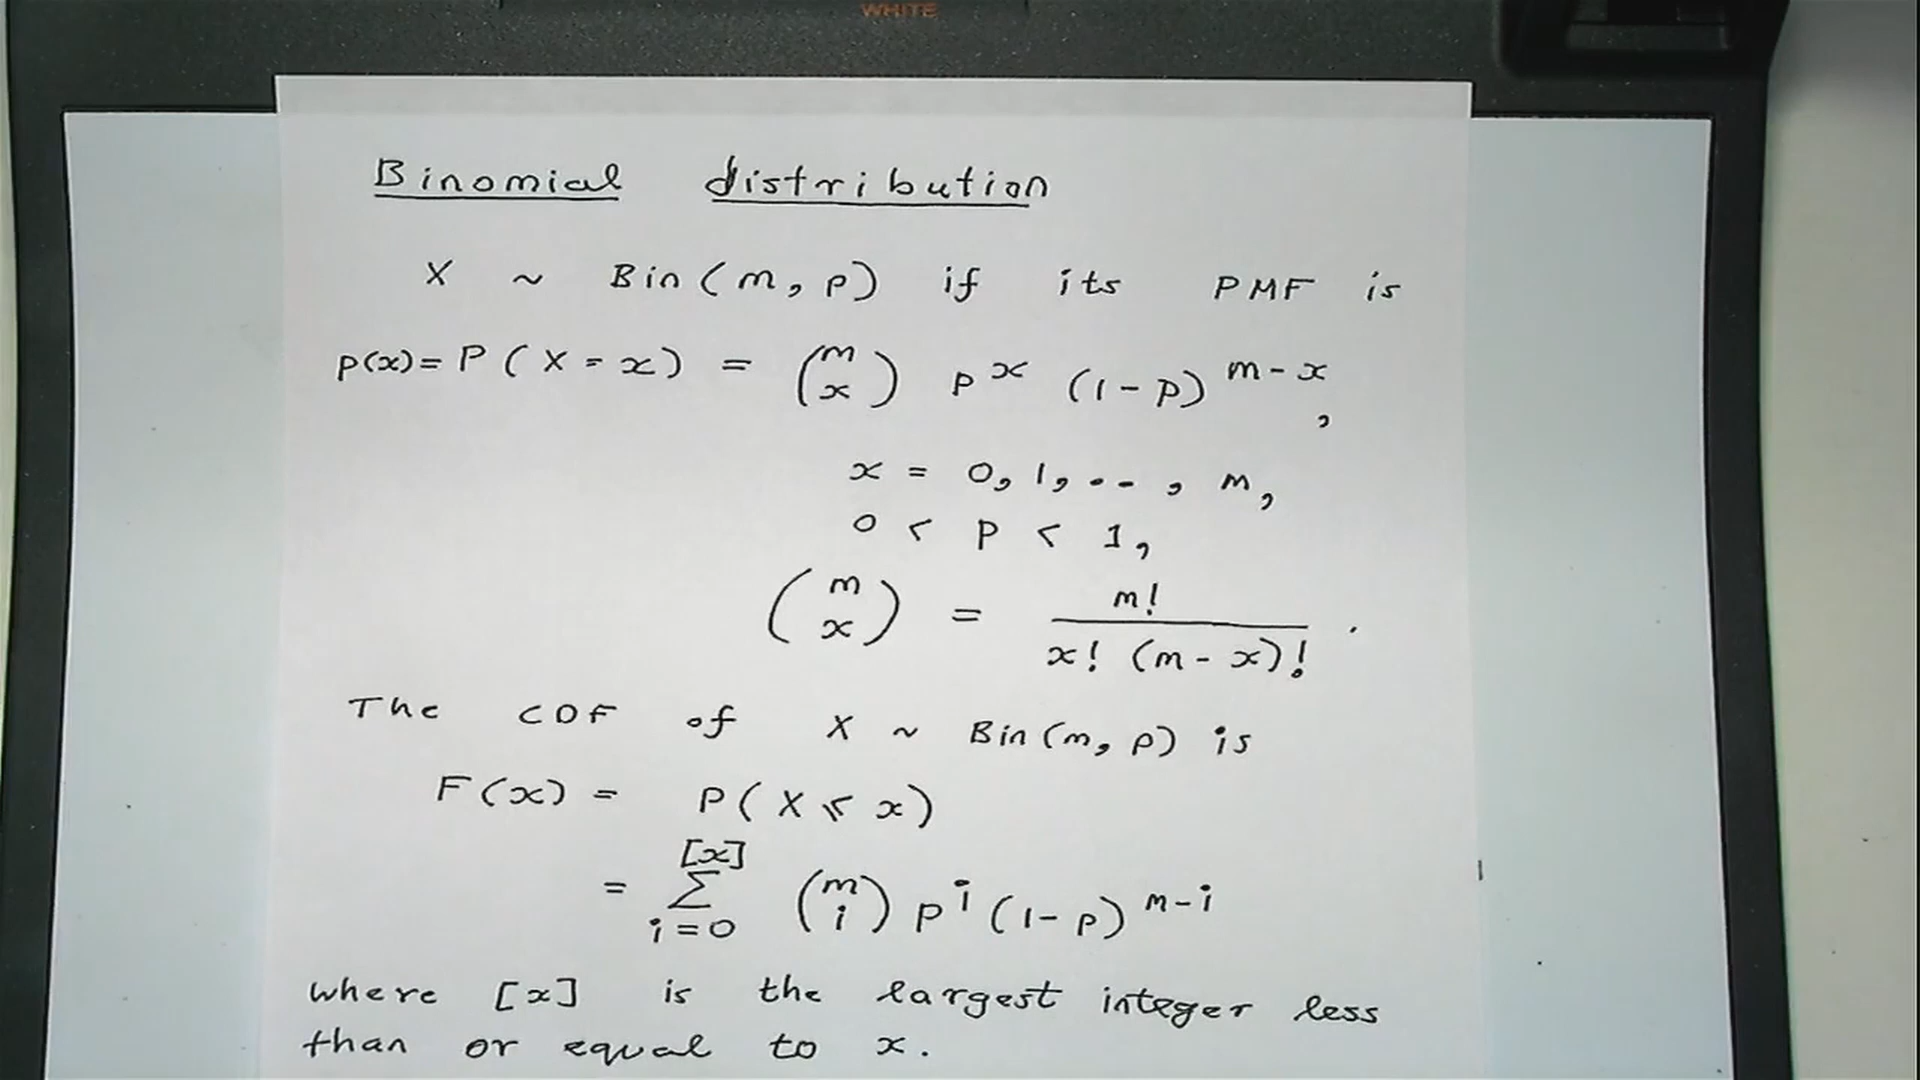 WHITE
Binomial distribution
X ~ Bin(m, p) if its PMF is
p(x) = P(X = x) = (m x) p^x (1-p)^{m-x},
x = 0, 1, ..., m,
0 < p < 1,
(m x) = m! / x! (m-x)! .
The CDF of X ~ Bin(m, p) is
F(x) = P(X ≤ x)
= Σ_{i=0}^{[x]} (m i) p^i (1-p)^{m-i}
where [x] is the largest integer less
than or equal to x.